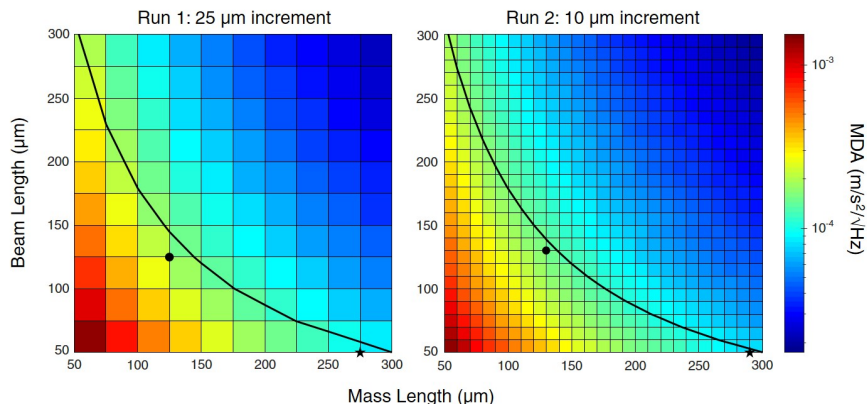 Run 1: 25 µm increment
Run 2: 10 µm increment
300
250
200
150
100
50
50 100 150 200 250 300
300
250
200
150
100
50
50 100 150 200 250 300
10⁻³
10⁻⁴
Beam Length (µm)
Mass Length (µm)
MDA (m/s²/√Hz)